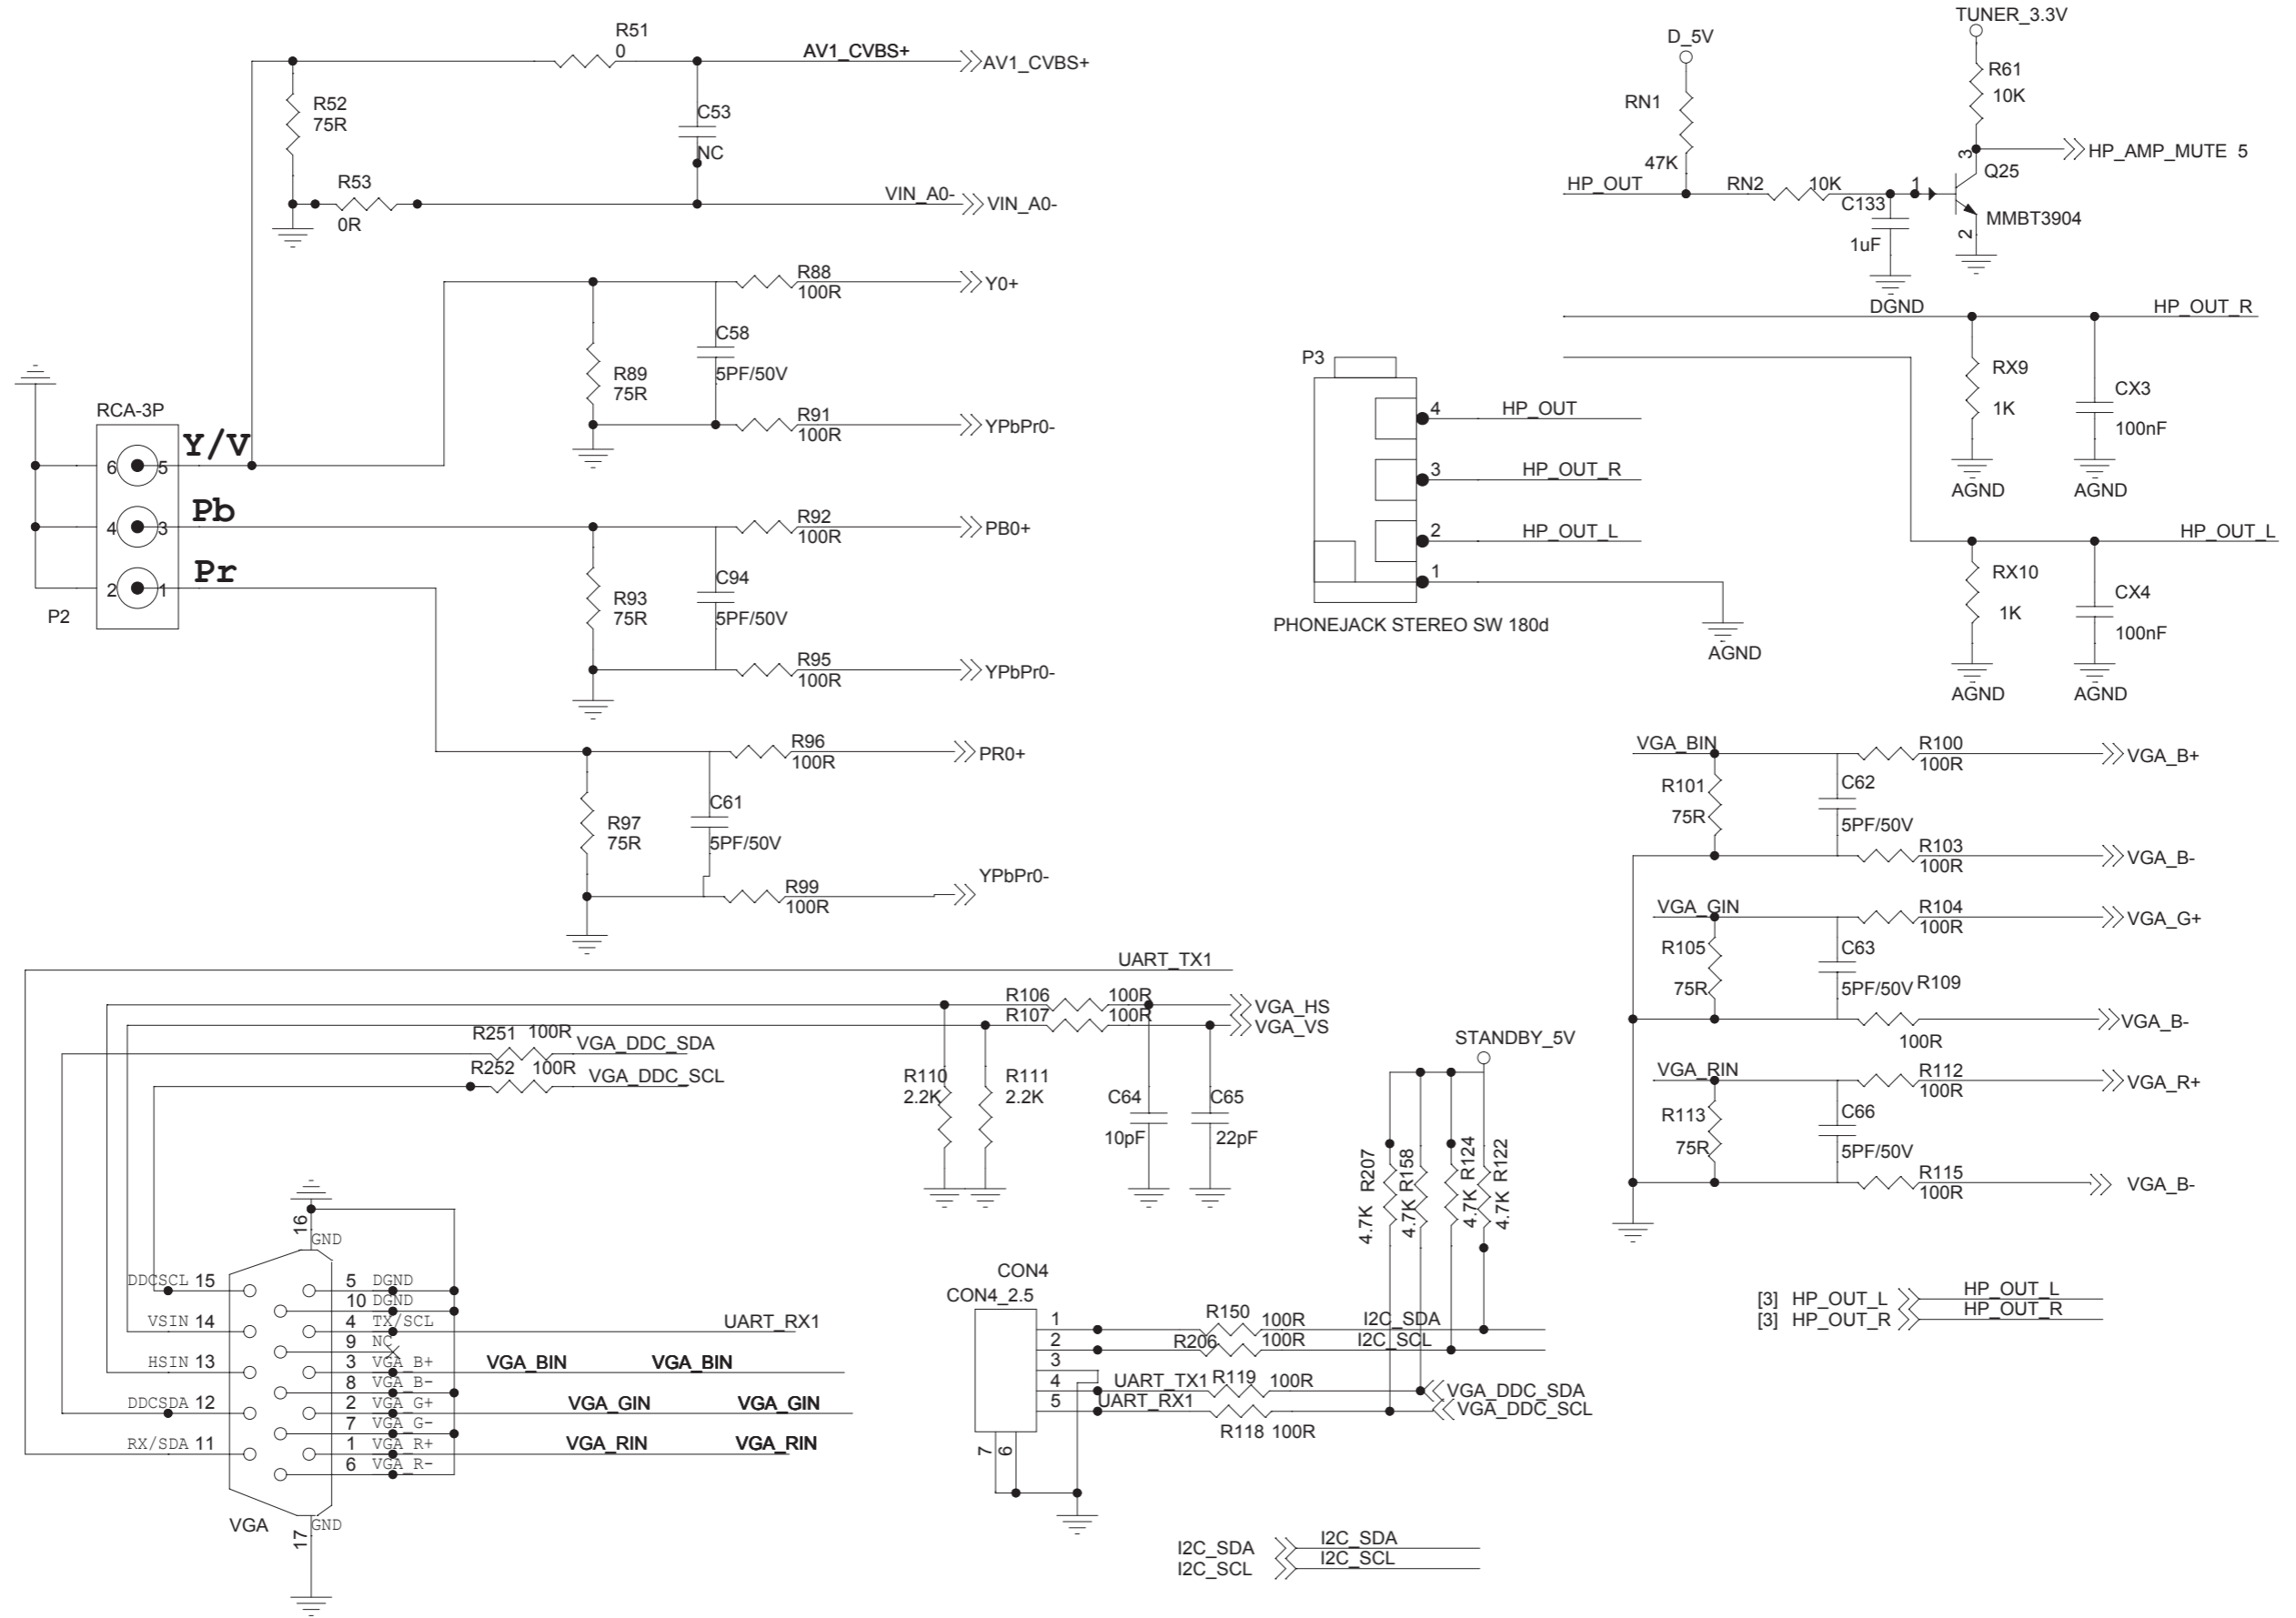 R51
0
AV1_CVBS+
AV1_CVBS+
R52
75R
C53
NC
R53
0R
VIN_A0-
VIN_A0-
R88
100R
Y0+
C58
5PF/50V
R89
75R
R91
100R
YPbPr0-
RCA-3P
Y/V
6
5
Pb
4
3
Pr
2
1
P2
R92
100R
PB0+
C94
5PF/50V
R93
75R
R95
100R
YPbPr0-
R96
100R
PR0+
C61
5PF/50V
R97
75R
R99
100R
YPbPr0-
TUNER_3.3V
D_5V
R61
10K
RN1
47K
HP_OUT
RN2
10K
C133
1uF
1
3
2
Q25
MMBT3904
HP_AMP_MUTE 5
DGND
HP_OUT_R
RX9
1K
CX3
100nF
AGND
AGND
HP_OUT_L
RX10
1K
CX4
100nF
AGND
AGND
P3
4
HP_OUT
3
HP_OUT_R
2
HP_OUT_L
1
PHONEJACK STEREO SW 180d
AGND
VGA_BIN
R100
100R
VGA_B+
R101
75R
C62
5PF/50V
R103
100R
VGA_B-
VGA_GIN
R104
100R
VGA_G+
R105
75R
C63
5PF/50V
R109
100R
VGA_B-
VGA_RIN
R112
100R
VGA_R+
R113
75R
C66
5PF/50V
R115
100R
VGA_B-
UART_TX1
R106
100R
VGA_HS
R107
100R
VGA_VS
R251
100R
VGA_DDC_SDA
R252
100R
VGA_DDC_SCL
R110
2.2K
R111
2.2K
C64
10pF
C65
22pF
STANDBY_5V
4.7K R207
4.7K R158
4.7K R124
4.7K R122
16
GND
DDCSCL 15
VSIN 14
HSIN 13
DDCSDA 12
RX/SDA 11
5 DGND
10 DGND
4 TX/SCL
UART_RX1
9 NC
3 VGA_B+
VGA_BIN
VGA_BIN
8 VGA_B-
2 VGA_G+
VGA_GIN
VGA_GIN
7 VGA_G-
1 VGA_R+
VGA_RIN
VGA_RIN
6 VGA_R-
VGA
17
GND
CON4
CON4_2.5
1
R150
100R
I2C_SDA
2
R206
100R
I2C_SCL
3
4
UART_TX1
R119
100R
VGA_DDC_SDA
5
UART_RX1
R118 100R
VGA_DDC_SCL
7
6
I2C_SDA
I2C_SDA
I2C_SCL
I2C_SCL
[3] HP_OUT_L
HP_OUT_L
[3] HP_OUT_R
HP_OUT_R